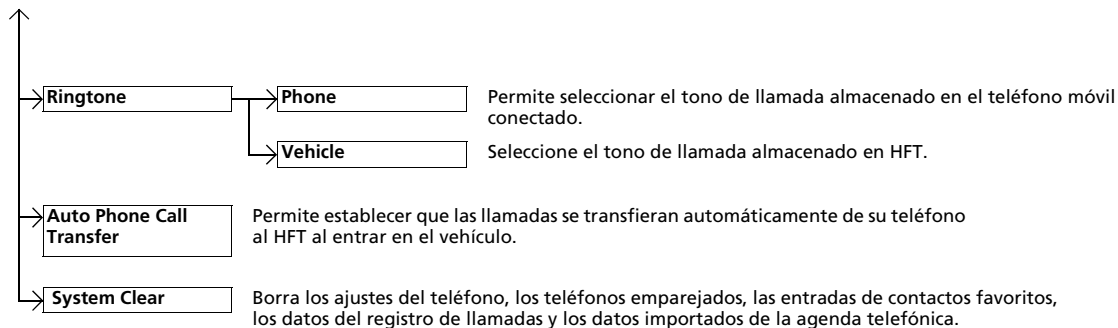 Ringtone
Phone
Permite seleccionar el tono de llamada almacenado en el teléfono móvil
conectado.
Vehicle
Seleccione el tono de llamada almacenado en HFT.
Auto Phone Call
Transfer
Permite establecer que las llamadas se transfieran automáticamente de su teléfono
al HFT al entrar en el vehículo.
System Clear
Borra los ajustes del teléfono, los teléfonos emparejados, las entradas de contactos favoritos,
los datos del registro de llamadas y los datos importados de la agenda telefónica.